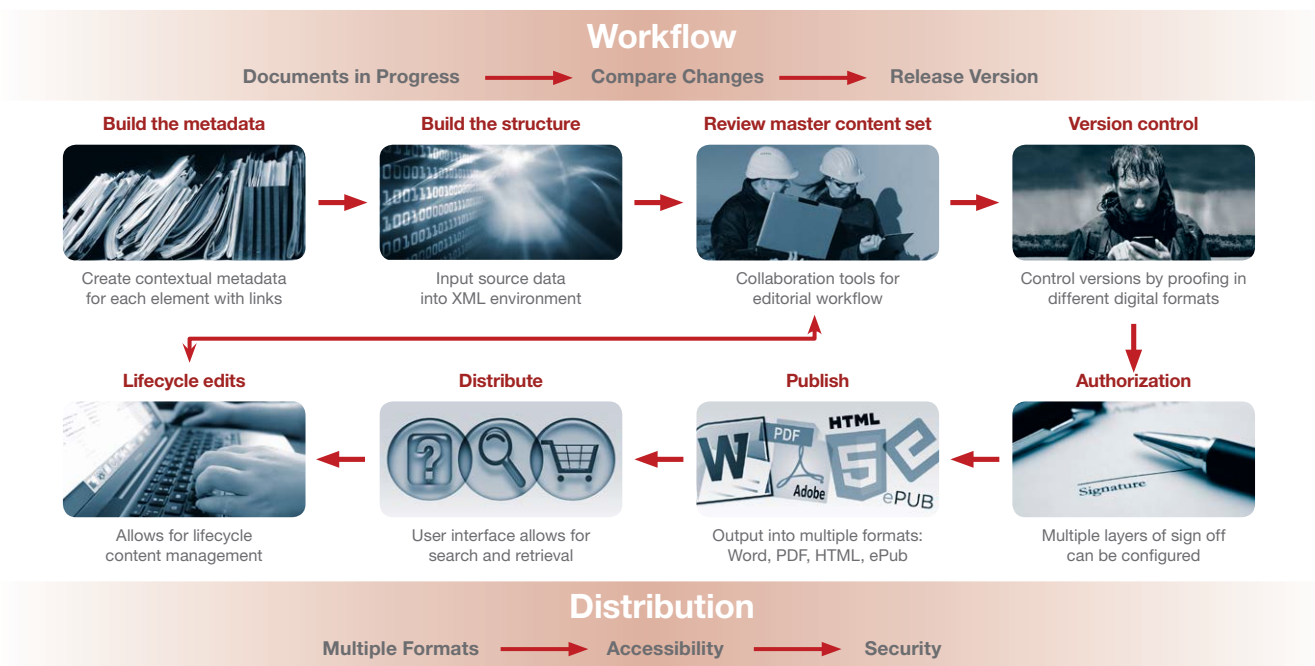 Workflow
Documents in Progress Compare Changes Release Version
Build the metadata
Create contextual metadata
for each element with links
Build the structure
Input source data
into XML environment
Review master content set
Collaboration tools for
editorial workflow
Version control
Control versions by proofing in
different digital formats
Lifecycle edits
Allows for lifecycle
content management
Distribute
User interface allows for
search and retrieval
Publish
W
PDF
Adobe
HTML
5
ePUB
Output into multiple formats:
Word, PDF, HTML, ePub
Authorization
Signature
Multiple layers of sign off
can be configured
Distribution
Multiple Formats Accessibility Security